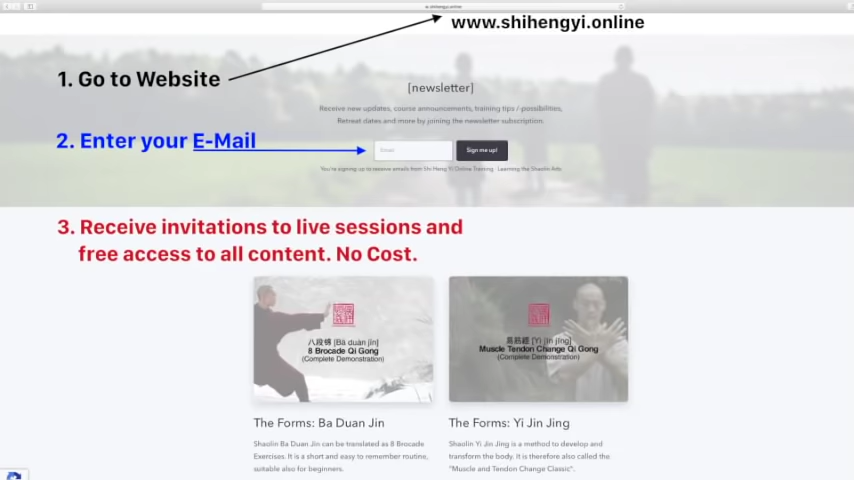 w.shihengyi.online
www.shihengyi.online
1. Go to Website
[newsletter]
Receive new updates, course announcements, training tips /-possibilities,
Retreat dates and more by joining the newsletter subscription.
2. Enter your E-Mail
Email
Sign me up!
You're signing up to receive emails from Shi Heng Yi Online Training - Learning the Shaolin Arts
3. Receive invitations to live sessions and
free access to all content. No Cost.
八段锦 [Bā duàn jǐn]
8 Brocade Qi Gong
(Complete Demonstration)
易筋經 [Yì jīn jīng]
Muscle Tendon Change Qi Gong
(Complete Demonstration)
The Forms: Ba Duan Jin
The Forms: Yi Jin Jing
Shaolin Ba Duan Jin can be translated as 8 Brocade
Exercises. It is a short and easy to remember routine,
suitable also for beginners.
Shaolin Yi Jin Jing is a method to develop and
transform the body. It is therefore also called the
"Muscle and Tendon Change Classic".